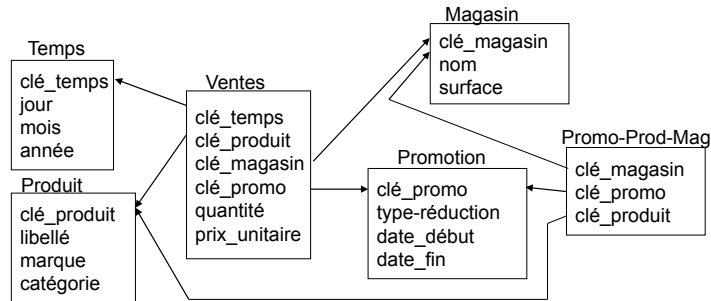 Temps
clé_temps
jour
mois
année
Produit
clé_produit
libellé
marque
catégorie
Ventes
clé_temps
clé_produit
clé_magasin
clé_promo
quantité
prix_unitaire
Magasin
clé_magasin
nom
surface
Promotion
clé_promo
type-réduction
date_début
date_fin
Promo-Prod-Mag
clé_magasin
clé_promo
clé_produit